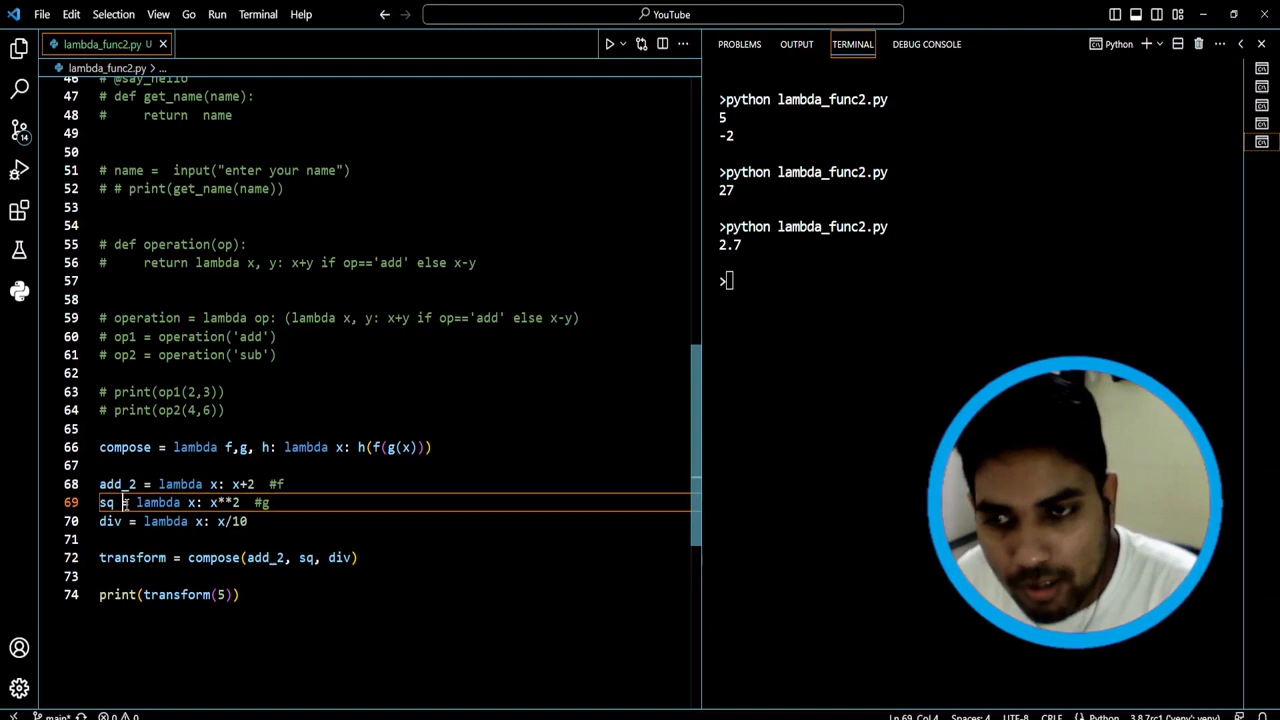 File Edit Selection View Go Run Terminal Help
YouTube
lambda_func2.py U
PROBLEMS OUTPUT TERMINAL DEBUG CONSOLE
Python
lambda_func2.py > ...
46 # @say_hello
47 # def get_name(name):
48 #     return  name
49
50
51 # name =  input("enter your name")
52 # # print(get_name(name))
53
54
55 # def operation(op):
56 #     return lambda x, y: x+y if op=='add' else x-y
57
58
59 # operation = lambda op: (lambda x, y: x+y if op=='add' else x-y)
60 # op1 = operation('add')
61 # op2 = operation('sub')
62
63 # print(op1(2,3))
64 # print(op2(4,6))
65
66 compose = lambda f,g, h: lambda x: h(f(g(x)))
67
68 add_2 = lambda x: x+2  #f
69 sq = lambda x: x**2  #g
70 div = lambda x: x/10
71
72 transform = compose(add_2, sq, div)
73
74 print(transform(5))
>python lambda_func2.py
5
-2
>python lambda_func2.py
27
>python lambda_func2.py
2.7
>
14
main* 0 0 Ln 69, Col 4 Spaces: 4 UTF-8 CRLF Python 3.8.7rc1 ('venv': venv)